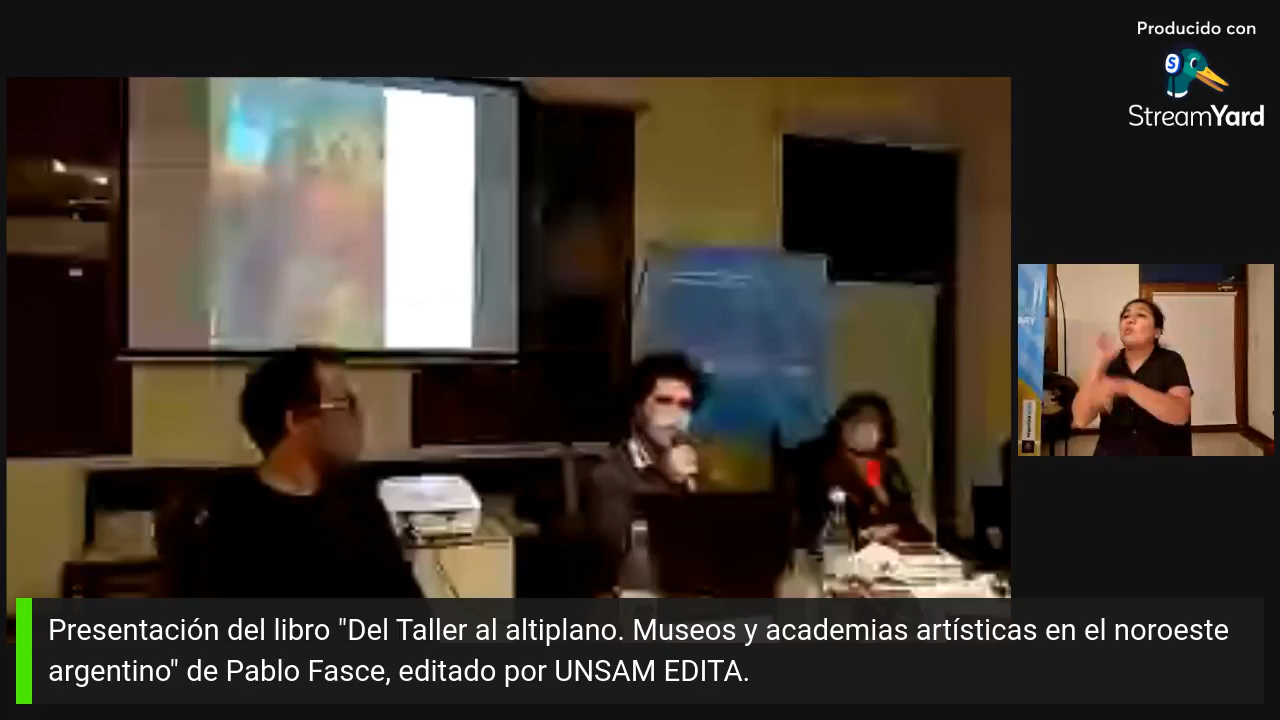 Producido con
StreamYard
Presentación del libro "Del Taller al altiplano. Museos y academias artísticas en el noroeste
argentino" de Pablo Fasce, editado por UNSAM EDITA.